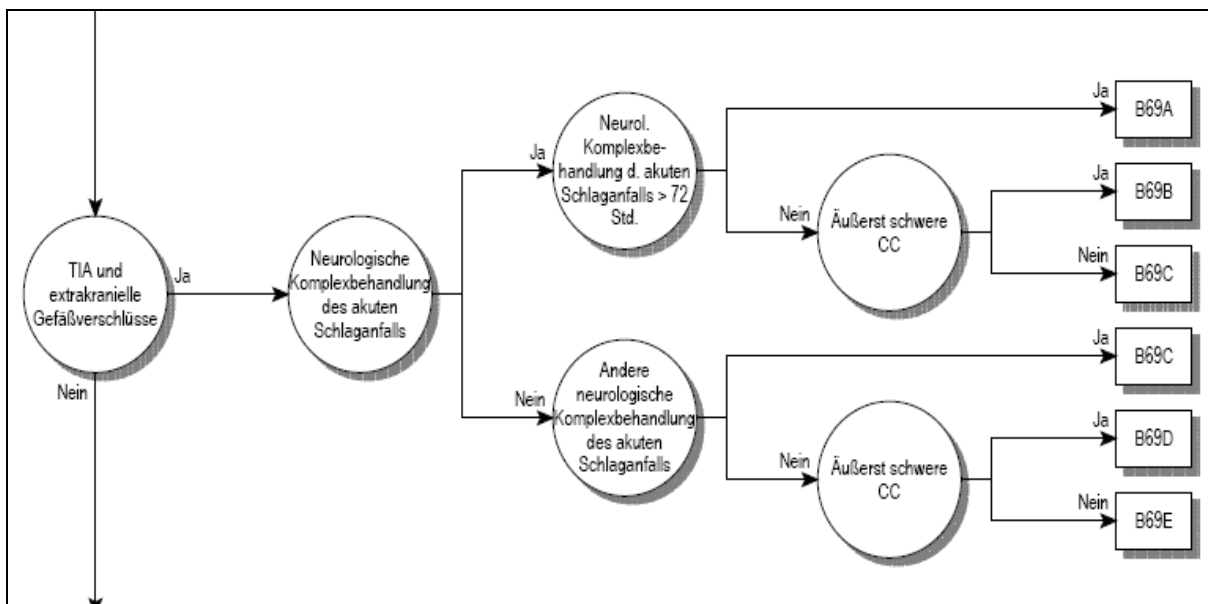 TIA und
extrakranielle
Gefäßverschlüsse
Ja
Nein
Neurologische
Komplexbehandlung
des akuten
Schlaganfalls
Ja
Neurol.
Komplexbe-
handlung d. akuten
Schlaganfalls > 72
Std.
Ja
B69A
Nein
Äußerst schwere
CC
Ja
B69B
Nein
B69C
Nein
Andere
neurologische
Komplexbehandlung
des akuten
Schlaganfalls
Ja
B69C
Nein
Äußerst schwere
CC
Ja
B69D
Nein
B69E